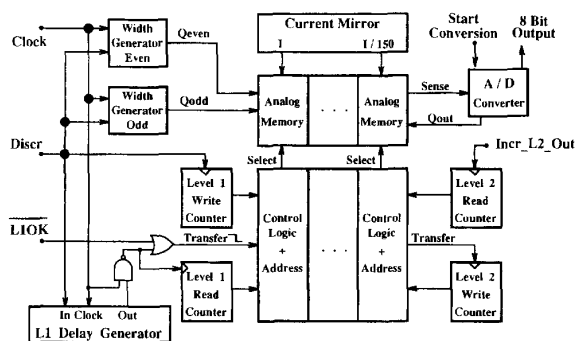 Clock
Width
Generator
Even
Qeven
Current Mirror
I
I / 150
Start
Conversion
8 Bit
Output
Width
Generator
Odd
Qodd
Analog
Memory
. . .
Analog
Memory
Sense
Qout
A / D
Converter
Discr
Select
Select
Incr_L2_Out
Level 1
Write
Counter
Control
Logic
+
Address
. . .
Control
Logic
+
Address
Level 2
Read
Counter
L1OK
Transfer
Transfer
Level 1
Read
Counter
Level 2
Write
Counter
In Clock Out
L1 Delay Generator